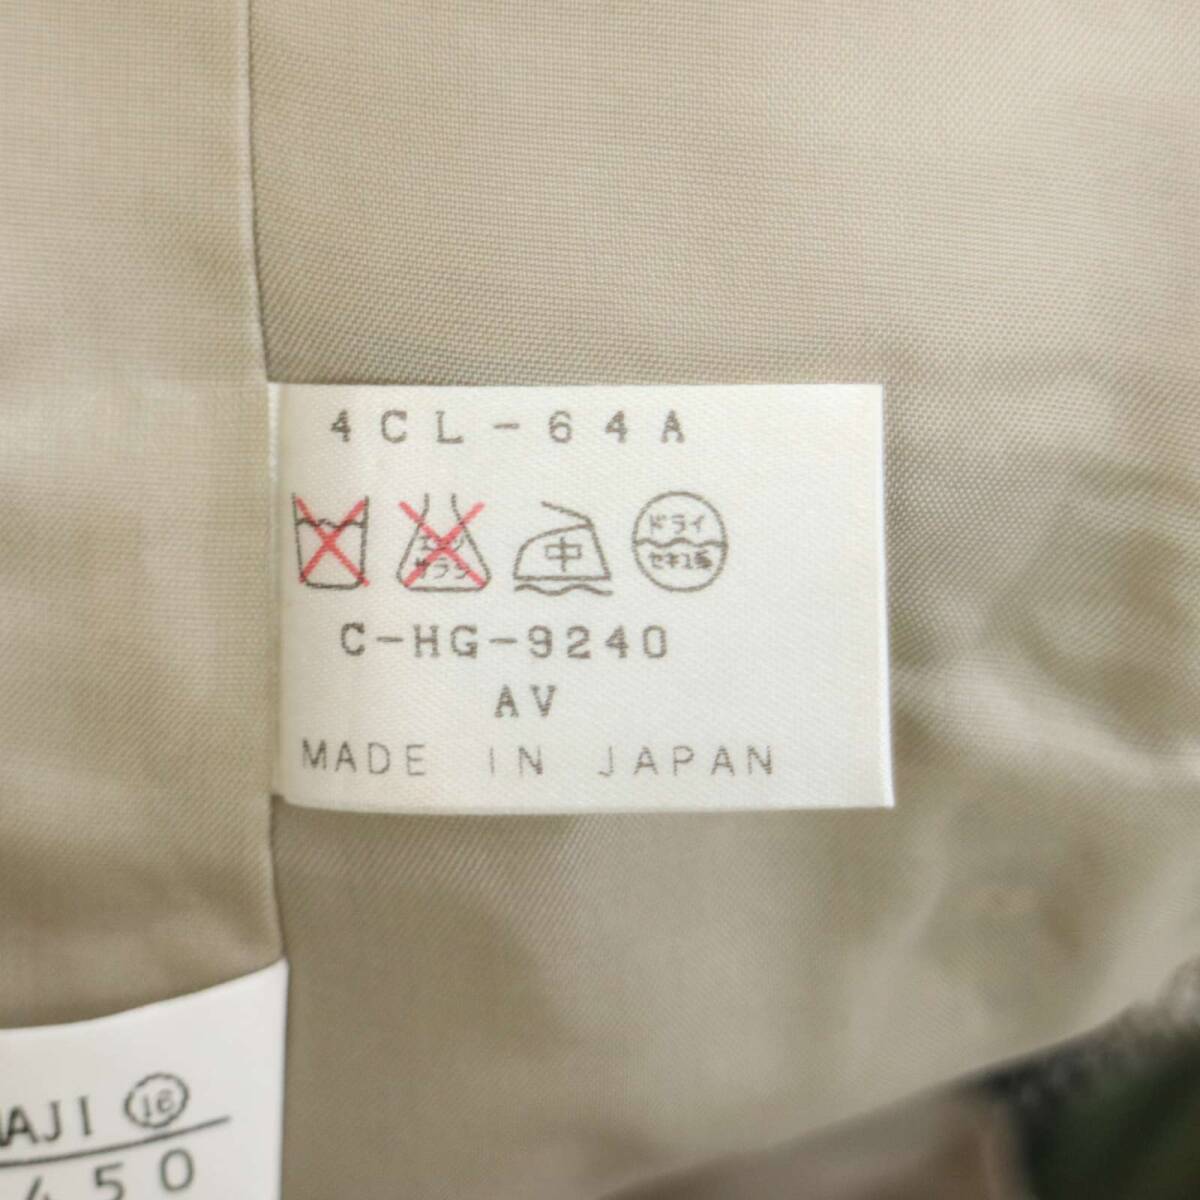 4CL-64A
エンソ
サラシ
中
ドライ
セキユ系
C-HG-9240
AV
MADE IN JAPAN
AJI 16
450